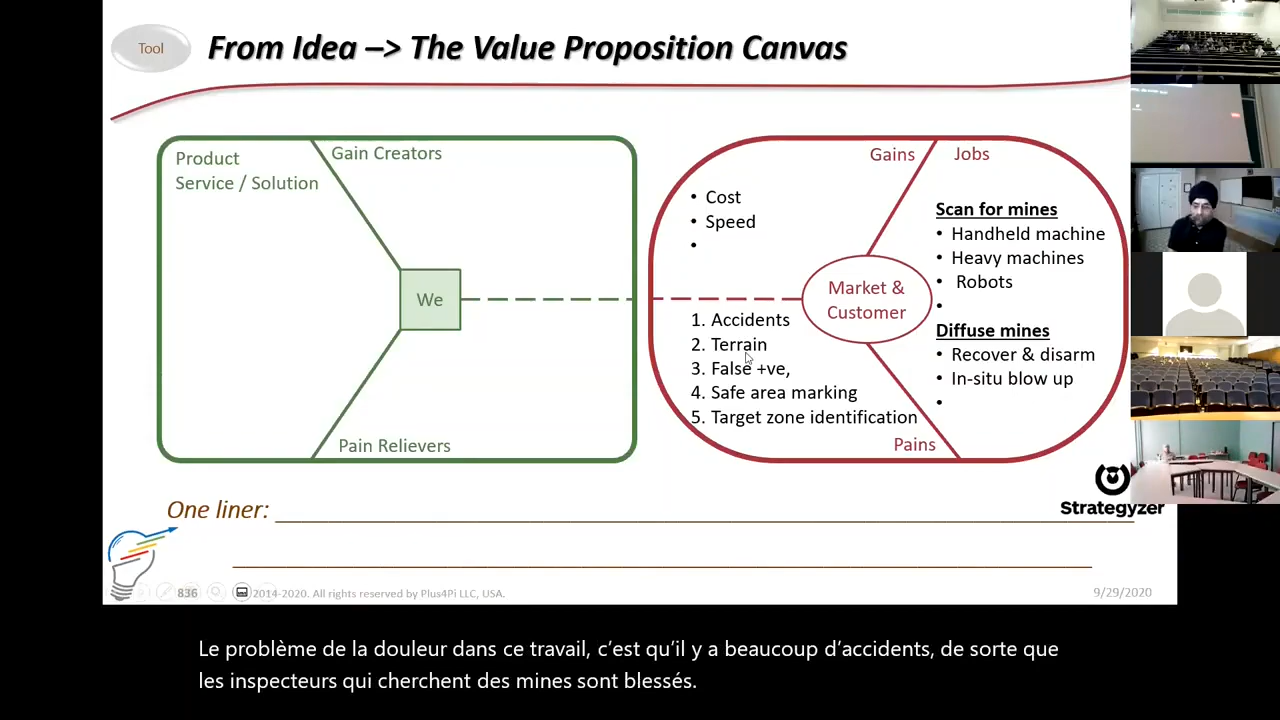 Tool
From Idea –> The Value Proposition Canvas
Product
Service / Solution
Gain Creators
We
Pain Relievers
Gains
Jobs
• Cost
• Speed
•
Market &
Customer
1. Accidents
2. Terrain
3. False +ve,
4. Safe area marking
5. Target zone identification
Pains
Scan for mines
• Handheld machine
• Heavy machines
• Robots
•
Diffuse mines
• Recover & disarm
• In-situ blow up
•
Strategyzer
One liner:
836
2014-2020. All rights reserved by Plus4Pi LLC, USA.
9/29/2020
Le problème de la douleur dans ce travail, c’est qu’il y a beaucoup d’accidents, de sorte que
les inspecteurs qui cherchent des mines sont blessés.